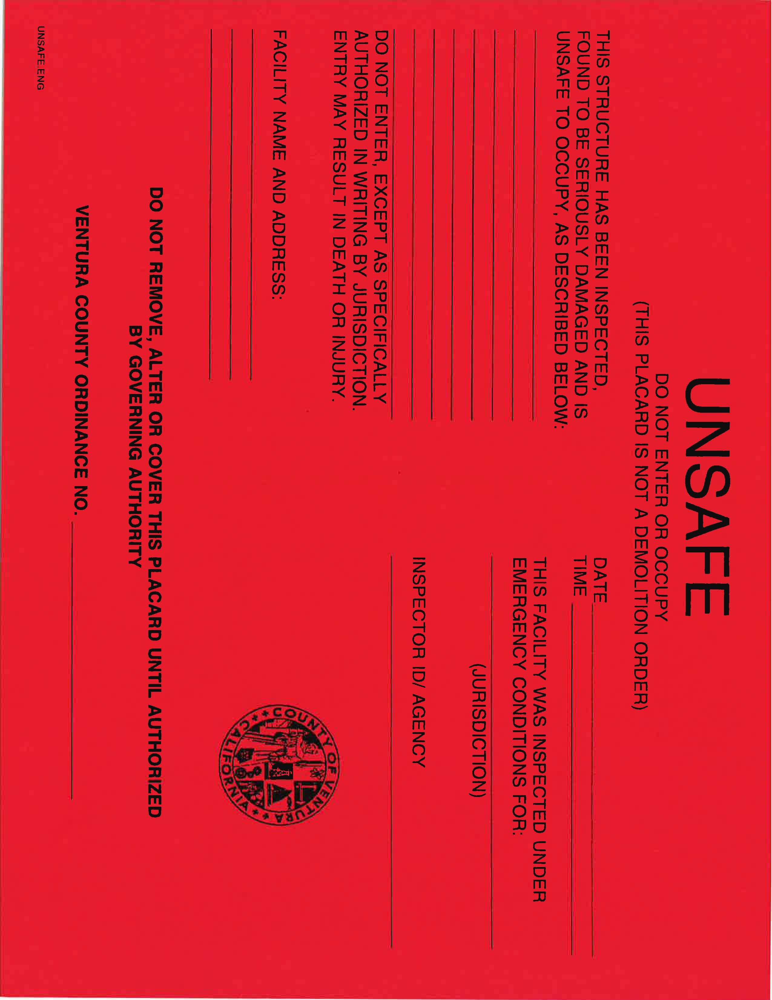 UNSAFE
DO NOT ENTER OR OCCUPY
(THIS PLACARD IS NOT A DEMOLITION ORDER)
THIS STRUCTURE HAS BEEN INSPECTED,
FOUND TO BE SERIOUSLY DAMAGED AND IS
UNSAFE TO OCCUPY, AS DESCRIBED BELOW:
DO NOT ENTER, EXCEPT AS SPECIFICALLY
AUTHORIZED IN WRITING BY JURISDICTION.
ENTRY MAY RESULT IN DEATH OR INJURY.
FACILITY NAME AND ADDRESS:
DATE
TIME
THIS FACILITY WAS INSPECTED UNDER
EMERGENCY CONDITIONS FOR:
(JURISDICTION)
INSPECTOR ID/ AGENCY
COUNTY OF VENTURA
CALIFORNIA
DO NOT REMOVE, ALTER OR COVER THIS PLACARD UNTIL AUTHORIZED
BY GOVERNING AUTHORITY
VENTURA COUNTY ORDINANCE NO.
UNSAFE.ENG